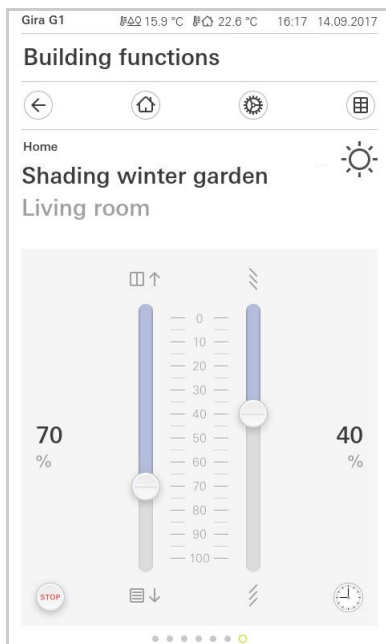 Gira G1 15.9 °C 22.6 °C 16:17 14.09.2017
Building functions
Home
Shading winter garden
Living room
0
10
20
30
40
70 50 40
% 60 %
70
80
90
100
STOP